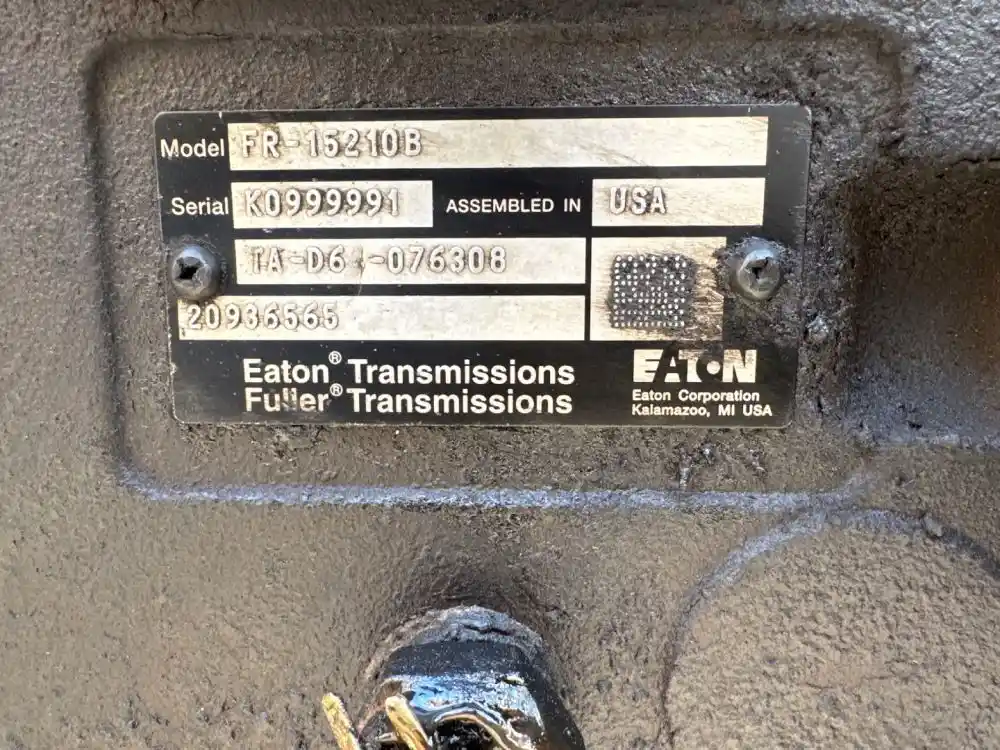 Model FR-15210B
Serial K0999991 ASSEMBLED IN USA
TA-D6 -076308
20936565
Eaton® Transmissions
Fuller® Transmissions
EATON
Eaton Corporation
Kalamazoo, MI USA